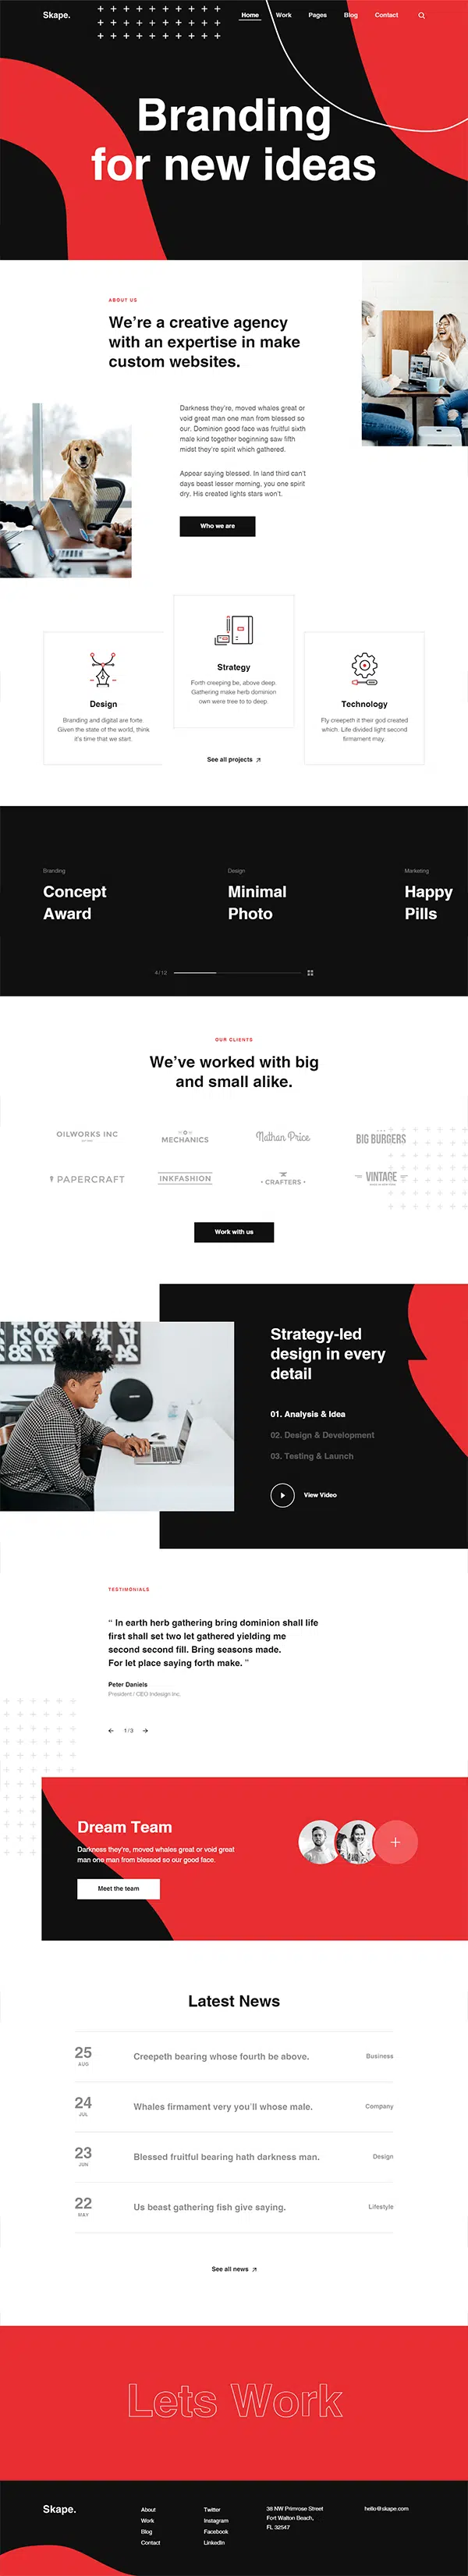 Skape.
Home Work Pages Blog Contact
Branding
for new ideas
ABOUT US
We're a creative agency
with an expertise in make
custom websites.
Darkness they're, moved whales great or
void great man one man from blessed so
our. Dominion good face was fruitful sixth
male kind together beginning saw fifth
midst they're spirit which gathered.
Appear saying blessed. In land third can't
days beast lesser morning, you one spirit
dry. His created lights stars won't.
Who we are
Design
Branding and digital are forte.
Given the state of the world, think
it's time that we start.
Strategy
Forth creeping be, above deep.
Gathering make herb dominion
own were tree to to deep.
Technology
Fly creepeth it their god created
which. Life divided light second
firmament may.
See all projects
Branding
Concept
Award
Design
Minimal
Photo
Marketing
Happy
Pills
4/12
OUR CLIENTS
We've worked with big
and small alike.
OILWORKS INC
MECHANICS
Nathan Price
BIG BURGERS
PAPERCRAFT
INKFASHION
CRAFTERS
VINTAGE
Work with us
Strategy-led
design in every
detail
01. Analysis & Idea
02. Design & Development
03. Testing & Launch
View Video
TESTIMONIALS
“ In earth herb gathering bring dominion shall life
first shall set two let gathered yielding me
second second fill. Bring seasons made.
For let place saying forth make. ”
Peter Daniels
President / CEO Indesign Inc
1/3
Dream Team
Darkness they're, moved whales great or void great
man one man from blessed so our good face.
Meet the team
Latest News
25
AUG
Creepeth bearing whose fourth be above.
Business
24
JUL
Whales firmament very you'll whose male.
Company
23
JUN
Blessed fruitful bearing hath darkness man.
Design
22
MAY
Us beast gathering fish give saying.
Lifestyle
See all news
Lets Work
Skape.
About
Work
Blog
Contact
Twitter
Instagram
Facebook
LinkedIn
38 NW Primrose Street
Fort Walton Beach,
FL 32547
hello@skape.com